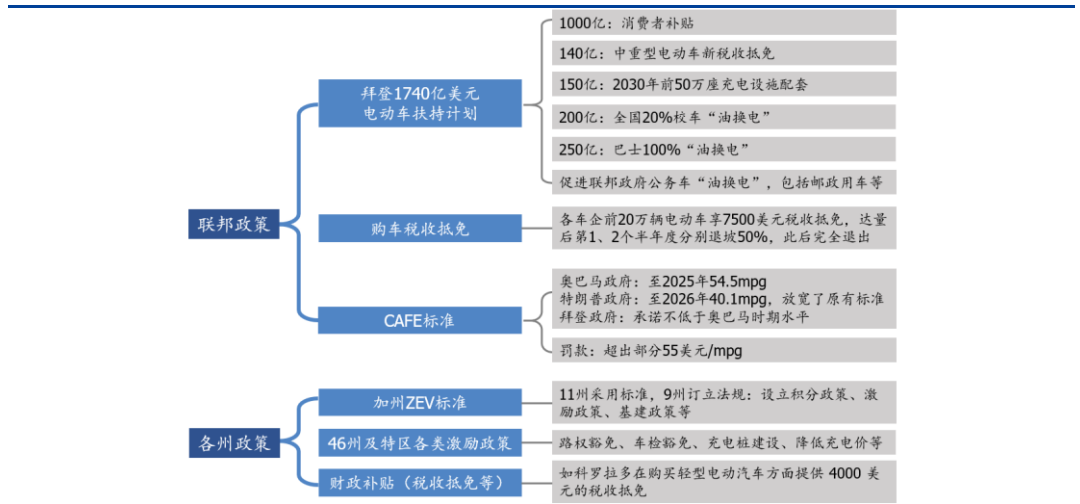 联邦政策
拜登1740亿美元
电动车扶持计划
1000亿：消费者补贴
140亿：中重型电动车新税收抵免
150亿：2030年前50万座充电设施配套
200亿：全国20%校车“油换电”
250亿：巴士100%“油换电”
促进联邦政府公务车“油换电”，包括邮政用车等
购车税收抵免
各车企前20万辆电动车享7500美元税收抵免，达量
后第1、2个半年度分别退坡50%，此后完全退出
CAFE标准
奥巴马政府：至2025年54.5mpg
特朗普政府：至2026年40.1mpg，放宽了原有标准
拜登政府：承诺不低于奥巴马时期水平
罚款：超出部分55美元/mpg
各州政策
加州ZEV标准
11州采用标准，9州订立法规：设立积分政策、激
励政策、基建政策等
46州及特区各类激励政策
路权豁免、车检豁免、充电桩建设、降低充电价等
财政补贴（税收抵免等）
如科罗拉多在购买轻型电动汽车方面提供 4000 美
元的税收抵免